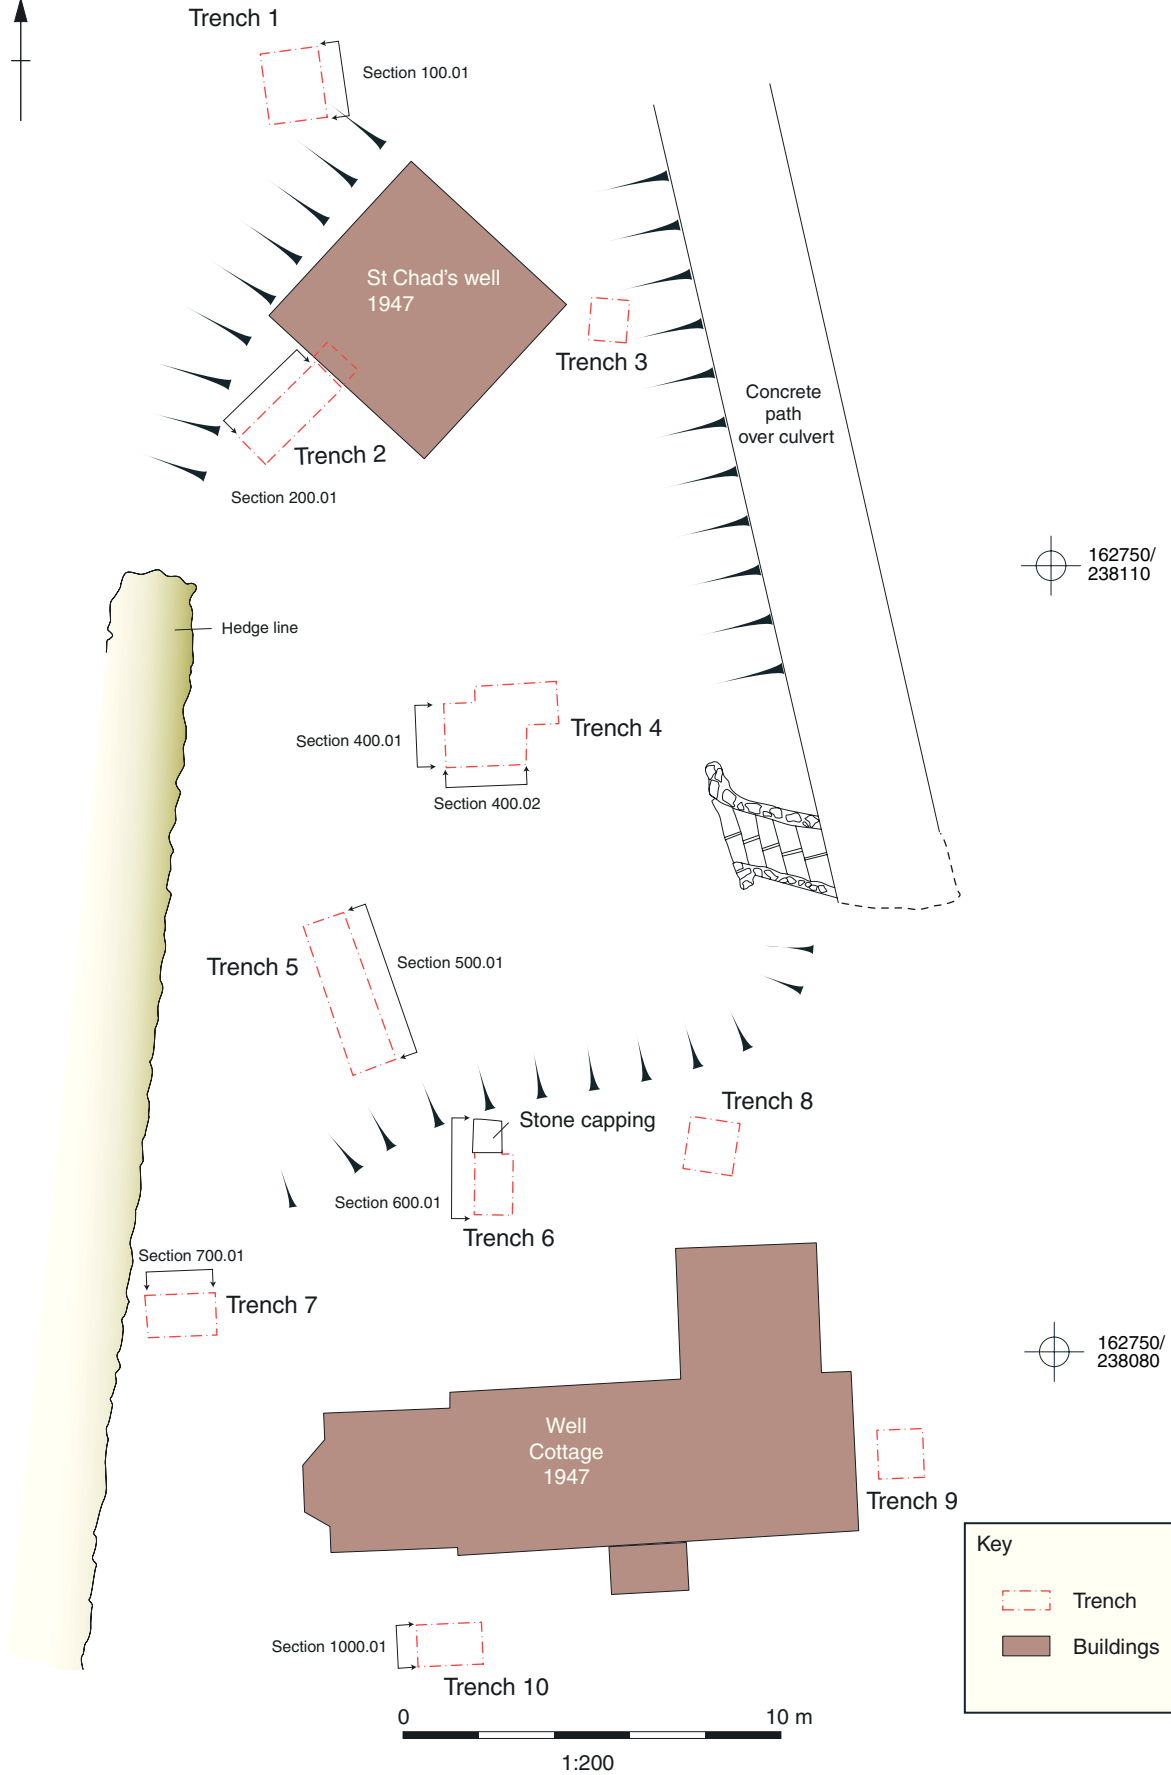 Trench 1
Section 100.01
St Chad's well
1947
Trench 3
Concrete
path
over culvert
Trench 2
Section 200.01
162750/
238110
Hedge line
Trench 4
Section 400.01
Section 400.02
Trench 5
Section 500.01
Trench 8
Stone capping
Section 600.01
Trench 6
Section 700.01
Trench 7
162750/
238080
Well
Cottage
1947
Trench 9
Key
Trench
Buildings
Section 1000.01
Trench 10
0 10 m
1:200